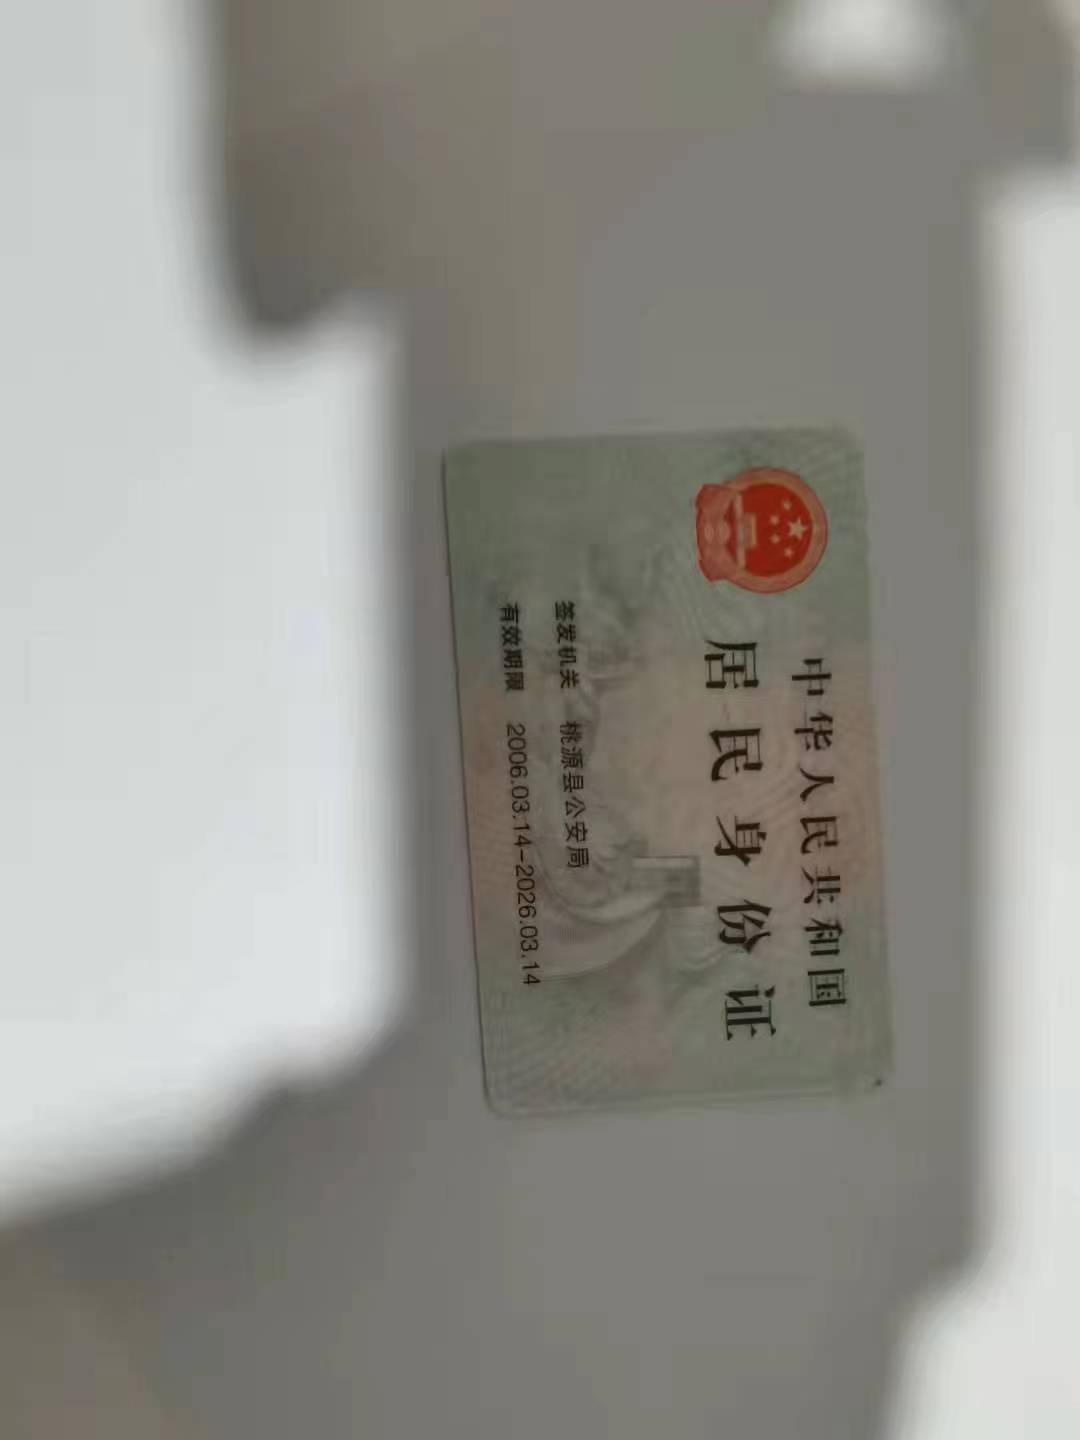 中华人民共和国
居民身份证
签发机关 桃源县公安局
有效期限 2006.03.14-2026.03.14